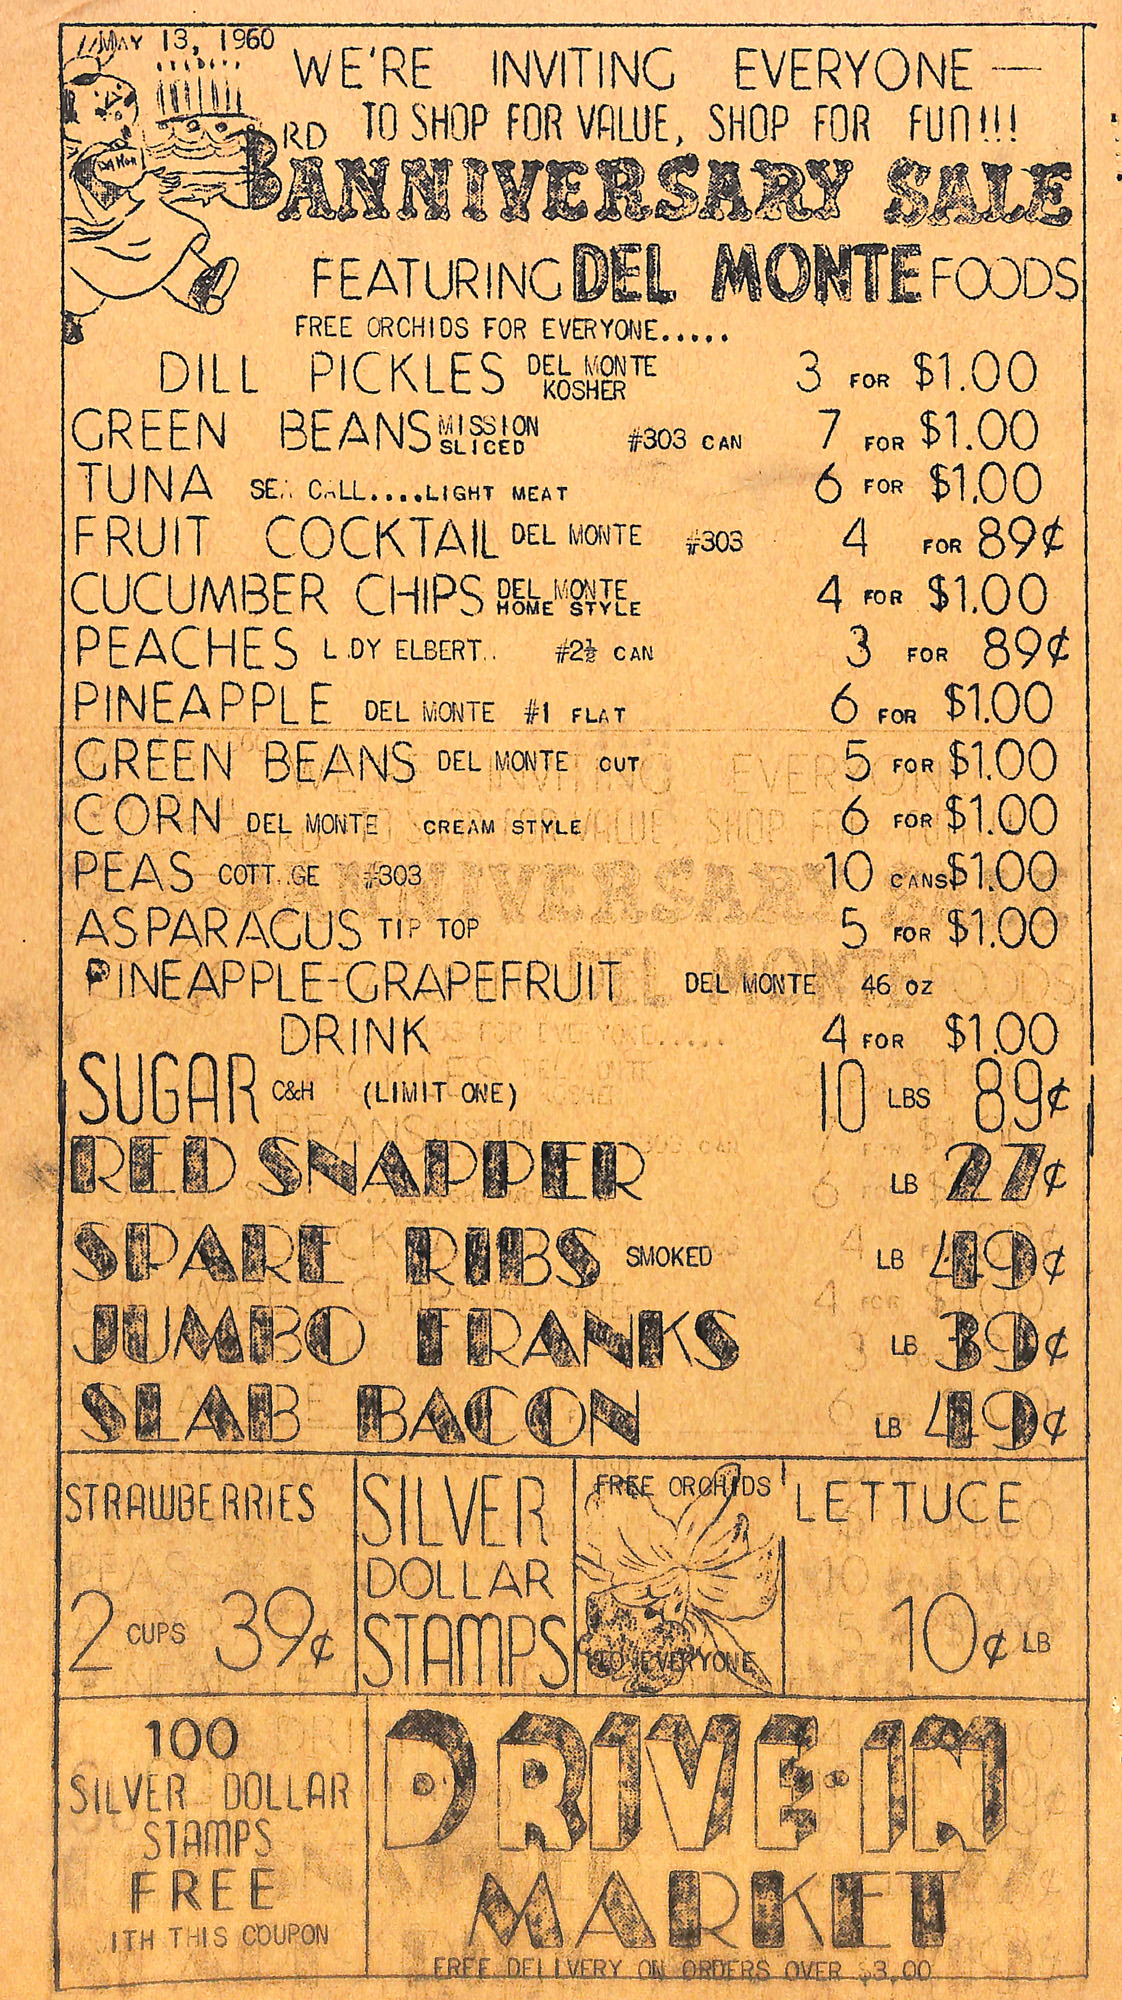 MAY 13, 1960
WE'RE INVITING EVERYONE —
TO SHOP FOR VALUE, SHOP FOR FUN!!!
3RD ANNIVERSARY SALE
FEATURING DEL MONTE FOODS
FREE ORCHIDS FOR EVERYONE.....
DILL PICKLES DEL MONTE KOSHER 3 FOR $1.00
GREEN BEANS MISSION SLICED #303 CAN 7 FOR $1.00
TUNA SE. C.LL....LIGHT MEAT 6 FOR $1.00
FRUIT COCKTAIL DEL MONTE #303 4 FOR 89¢
CUCUMBER CHIPS DEL MONTE HOME STYLE 4 FOR $1.00
PEACHES L.DY ELBERT.. #2½ CAN 3 FOR 89¢
PINEAPPLE DEL MONTE #1 FLAT 6 FOR $1.00
GREEN BEANS DEL MONTE CUT 5 FOR $1.00
CORN DEL MONTE CREAM STYLE 6 FOR $1.00
PEAS COTT.GE #303 10 CANS $1.00
ASPARAGUS TIP TOP 5 FOR $1.00
PINEAPPLE-GRAPEFRUIT DEL MONTE 46 OZ
DRINK 4 FOR $1.00
SUGAR C&H (LIMIT ONE) 10 LBS 89¢
RED SNAPPER LB 27¢
SPARE RIBS SMOKED LB 49¢
JUMBO FRANKS LB 39¢
SLAB BACON LB 49¢
STRAWBERRIES
2 CUPS 39¢
SILVER
DOLLAR
STAMPS
FREE ORCHIDS
TO EVERYONE
LETTUCE
10¢ LB
100
SILVER DOLLAR
STAMPS
FREE
ITH THIS COUPON
DRIVE-IN
MARKET
FREE DELIVERY ON ORDERS OVER $3.00